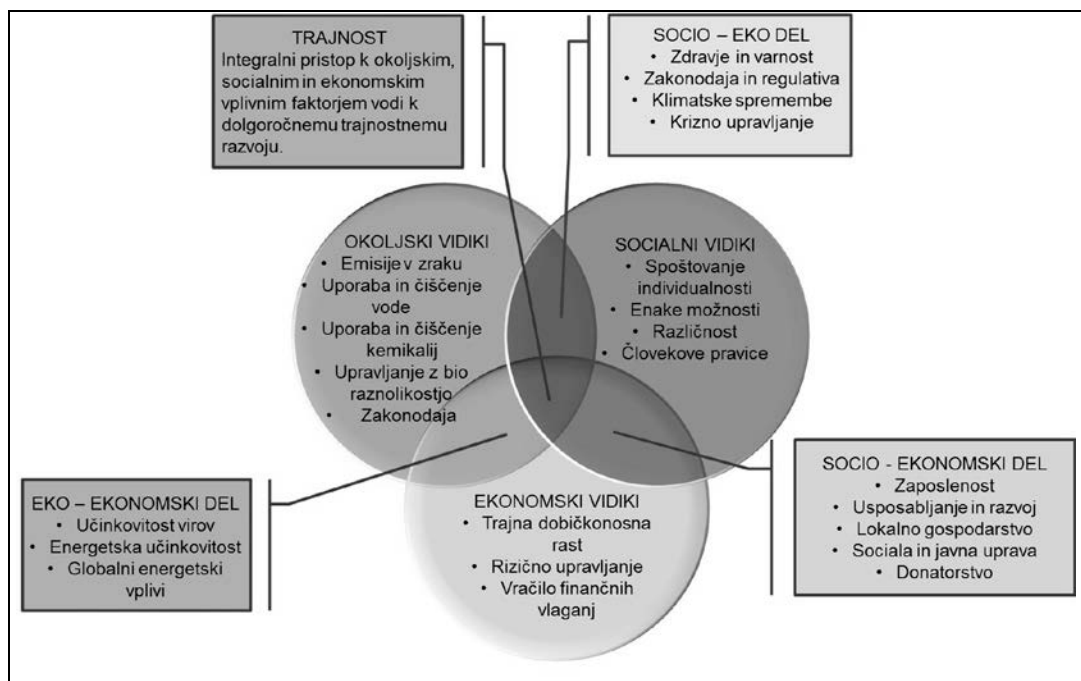 TRAJNOST
Integralni pristop k okoljskim,
socialnim in ekonomskim
vplivnim faktorjem vodi k
dolgoročnemu trajnostnemu
razvoju.
SOCIO – EKO DEL
• Zdravje in varnost
• Zakonodaja in regulativa
• Klimatske spremembe
• Krizno upravljanje
OKOLJSKI VIDIKI
• Emisije v zraku
• Uporaba in čiščenje
vode
• Uporaba in čiščenje
kemikalij
• Upravljanje z bio
raznolikostjo
• Zakonodaja
SOCIALNI VIDIKI
• Spoštovanje
individualnosti
• Enake možnosti
• Različnost
• Človekove pravice
EKO – EKONOMSKI DEL
• Učinkovitost virov
• Energetska učinkovitost
• Globalni energetski
vplivi
EKONOMSKI VIDIKI
• Trajna dobičkonosna
rast
• Rizično upravljanje
• Vračilo finančnih
vlaganj
SOCIO - EKONOMSKI DEL
• Zaposlenost
• Usposabljanje in razvoj
• Lokalno gospodarstvo
• Sociala in javna uprava
• Donatorstvo